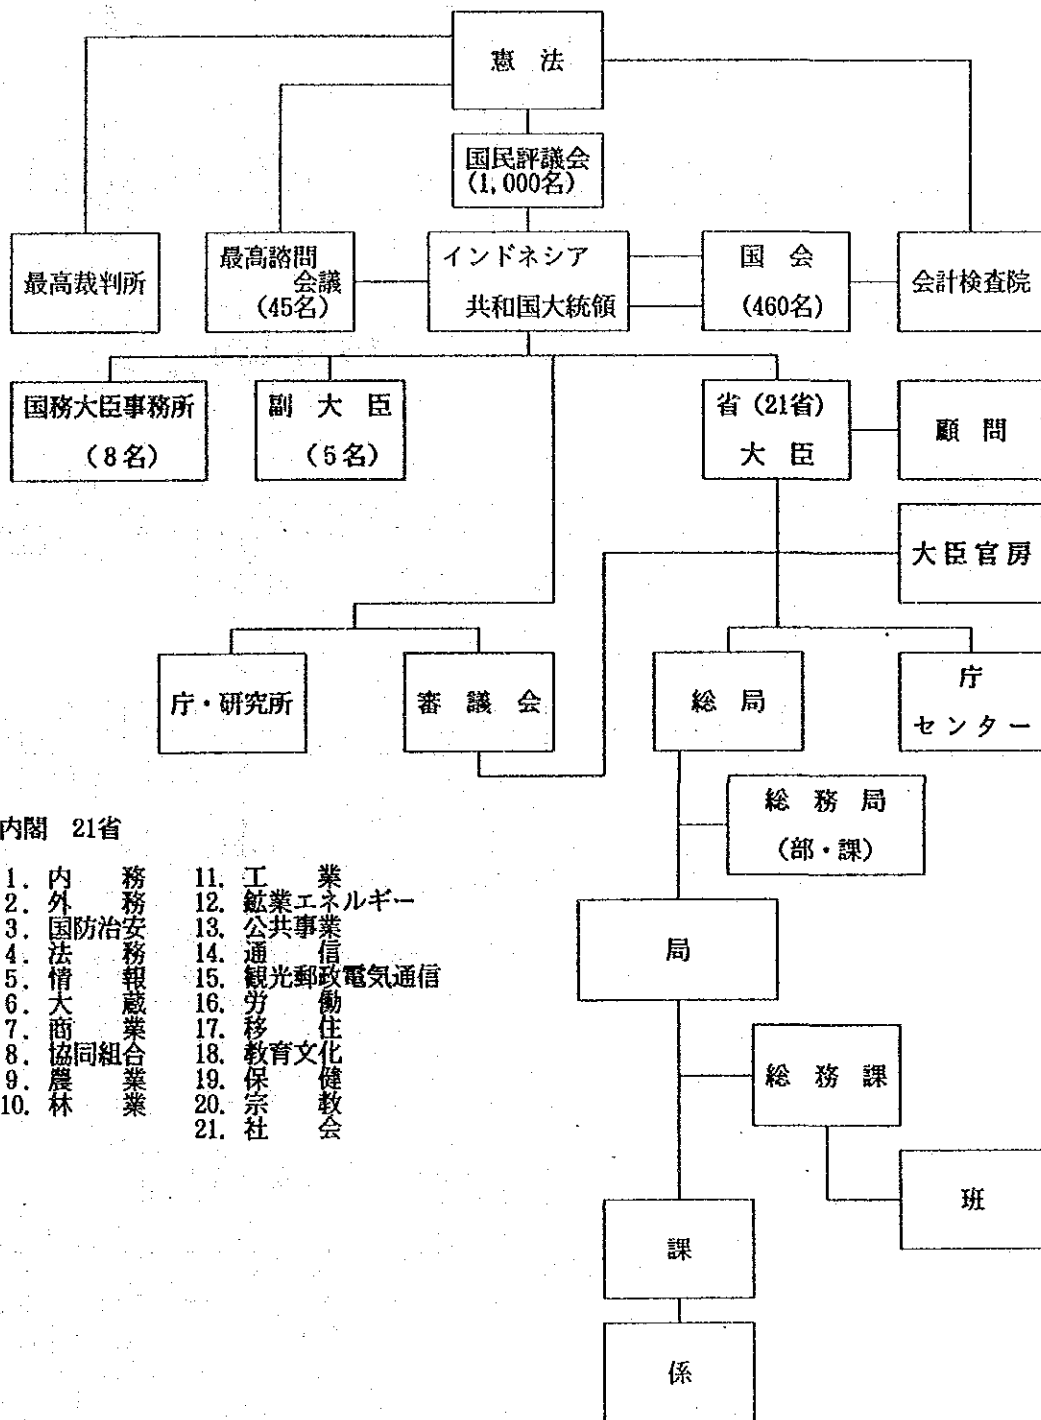 憲法
国民評議会
(1,000名)
最高裁判所
最高諮問
会議
(45名)
インドネシア
共和国大統領
国会
(460名)
会計検査院
国務大臣事務所
(8名)
副大臣
(5名)
省(21省)
大臣
顧問
大臣官房
庁・研究所
審議会
総局
庁
センター
総務局
(部・課)
局
総務課
班
課
係
内閣 21省
1. 内務
2. 外務
3. 国防治安
4. 法務
5. 情報
6. 大蔵
7. 商業
8. 協同組合
9. 農業
10. 林業
11. 工業
12. 鉱業エネルギー
13. 公共事業
14. 通信
15. 観光郵政電気通信
16. 労働
17. 移住
18. 教育文化
19. 保健
20. 宗教
21. 社会